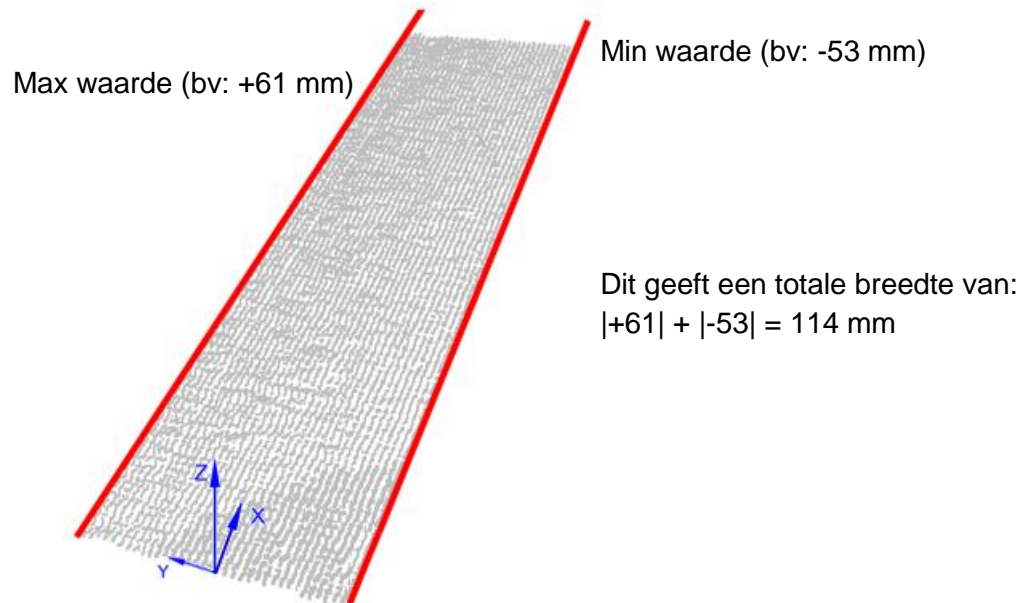 Min waarde (bv: -53 mm)
Max waarde (bv: +61 mm)
Dit geeft een totale breedte van:
|+61| + |-53| = 114 mm
Z
X
Y